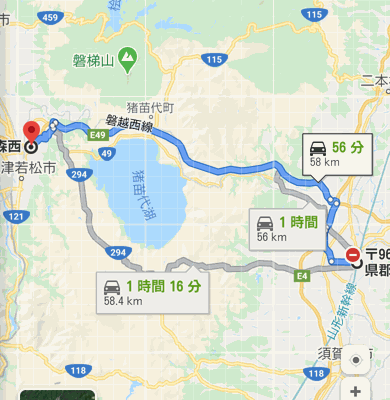 459
115
磐梯山
猪苗代町
二本
磐越西線
E49
49
森西
津若松市
294
56 分
58 km
115
121
猪苗代湖
1 時間
56 km
294
〒96
県郡
1 時間 16 分
58.4 km
E4
山形新幹線
須賀
市
118
118